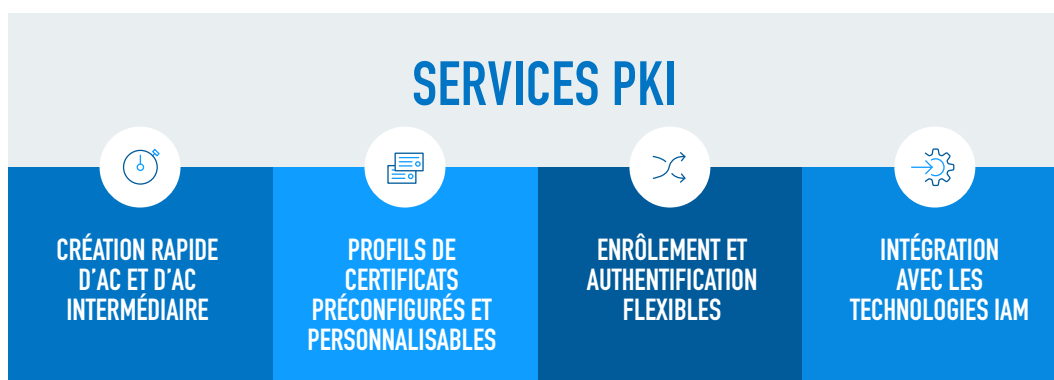 SERVICES PKI
CRÉATION RAPIDE
D'AC ET D'AC
INTERMÉDIAIRE
PROFILS DE
CERTIFICATS
PRÉCONFIGURÉS ET
PERSONNALISABLES
ENRÔLEMENT ET
AUTHENTIFICATION
FLEXIBLES
INTÉGRATION
AVEC LES
TECHNOLOGIES IAM